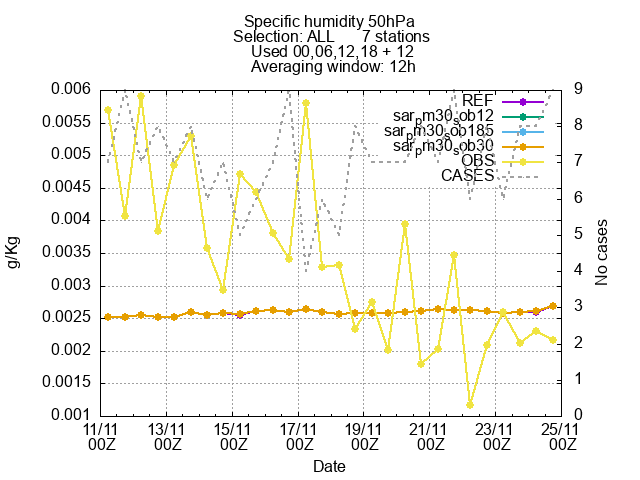 Specific humidity 50hPa
Selection: ALL 7 stations
Used 00,06,12,18 + 12
Averaging window: 12h
REF
sar_pm30_sob12
sar_pm30_sob185
sar_pm30_sob30
OBS
CASES
g/Kg
0.006
0.0055
0.005
0.0045
0.004
0.0035
0.003
0.0025
0.002
0.0015
0.001
No cases
9
8
7
6
5
4
3
2
1
0
11/11 13/11 15/11 17/11 19/11 21/11 23/11 25/11
00Z 00Z 00Z 00Z 00Z 00Z 00Z 00Z
Date